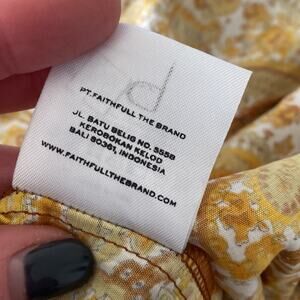 PT.FAITHFULL THE BRAND
JL. BATU BELIG NO. 555B
KEROBOKAN KELOD
BALI 80361, INDONESIA
WWW.FAITHFULLTHEBRAND.COM